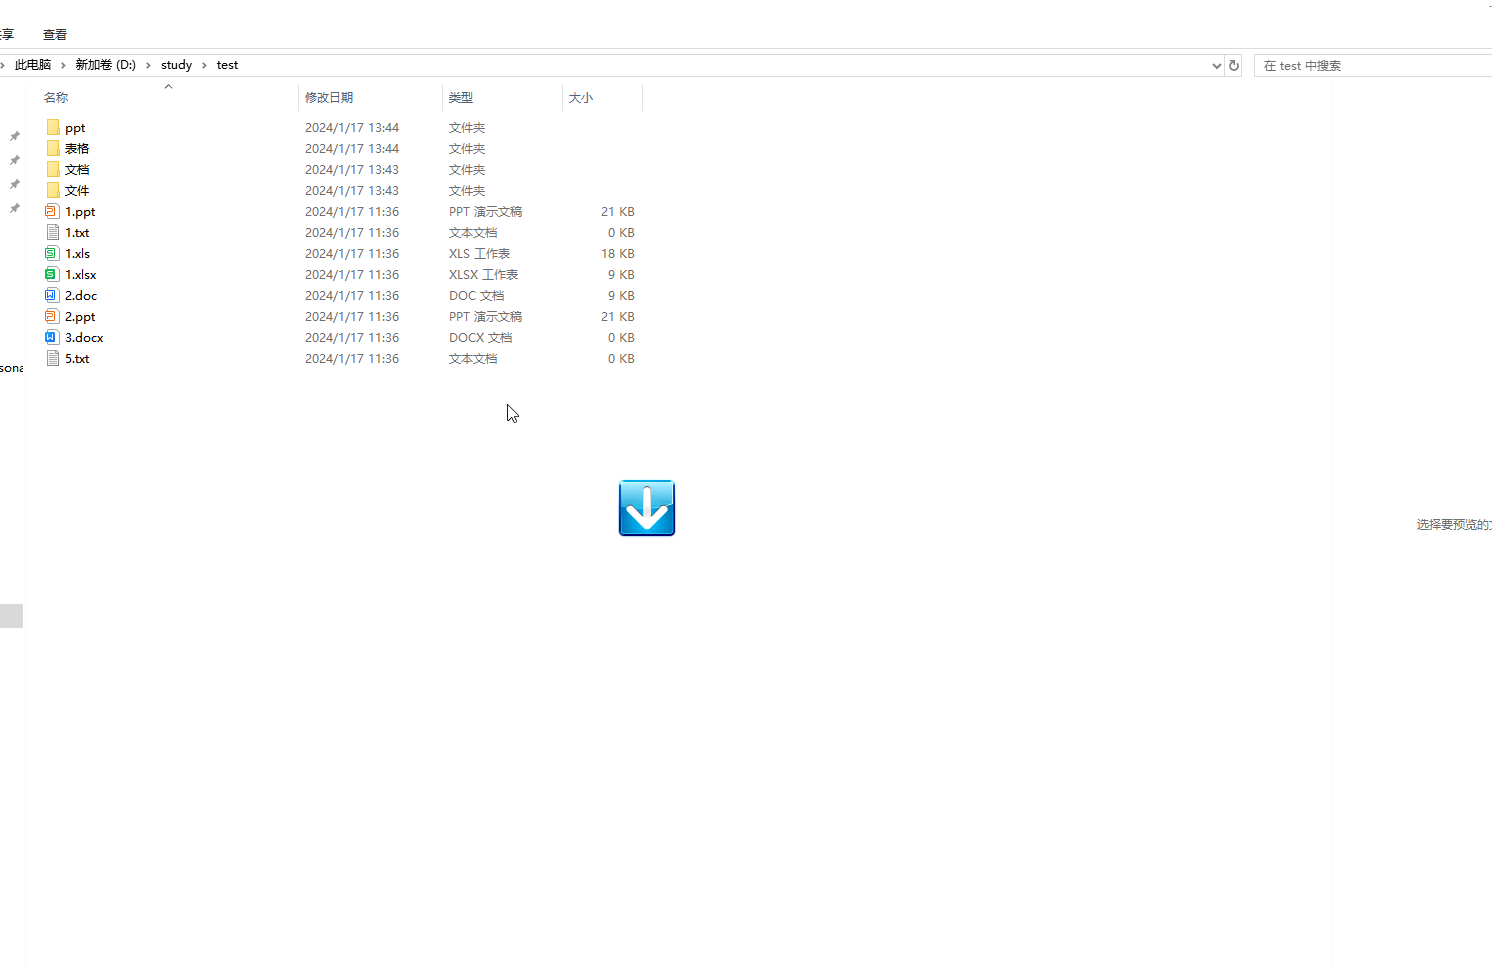 享 查看
此电脑 › 新加卷 (D:) › study › test 在 test 中搜索
名称 修改日期 类型 大小
ppt 2024/1/17 13:44 文件夹
表格 2024/1/17 13:44 文件夹
文档 2024/1/17 13:43 文件夹
文件 2024/1/17 13:43 文件夹
1.ppt 2024/1/17 11:36 PPT 演示文稿 21 KB
1.txt 2024/1/17 11:36 文本文档 0 KB
1.xls 2024/1/17 11:36 XLS 工作表 18 KB
1.xlsx 2024/1/17 11:36 XLSX 工作表 9 KB
2.doc 2024/1/17 11:36 DOC 文档 9 KB
2.ppt 2024/1/17 11:36 PPT 演示文稿 21 KB
3.docx 2024/1/17 11:36 DOCX 文档 0 KB
5.txt 2024/1/17 11:36 文本文档 0 KB
sona
选择要预览的